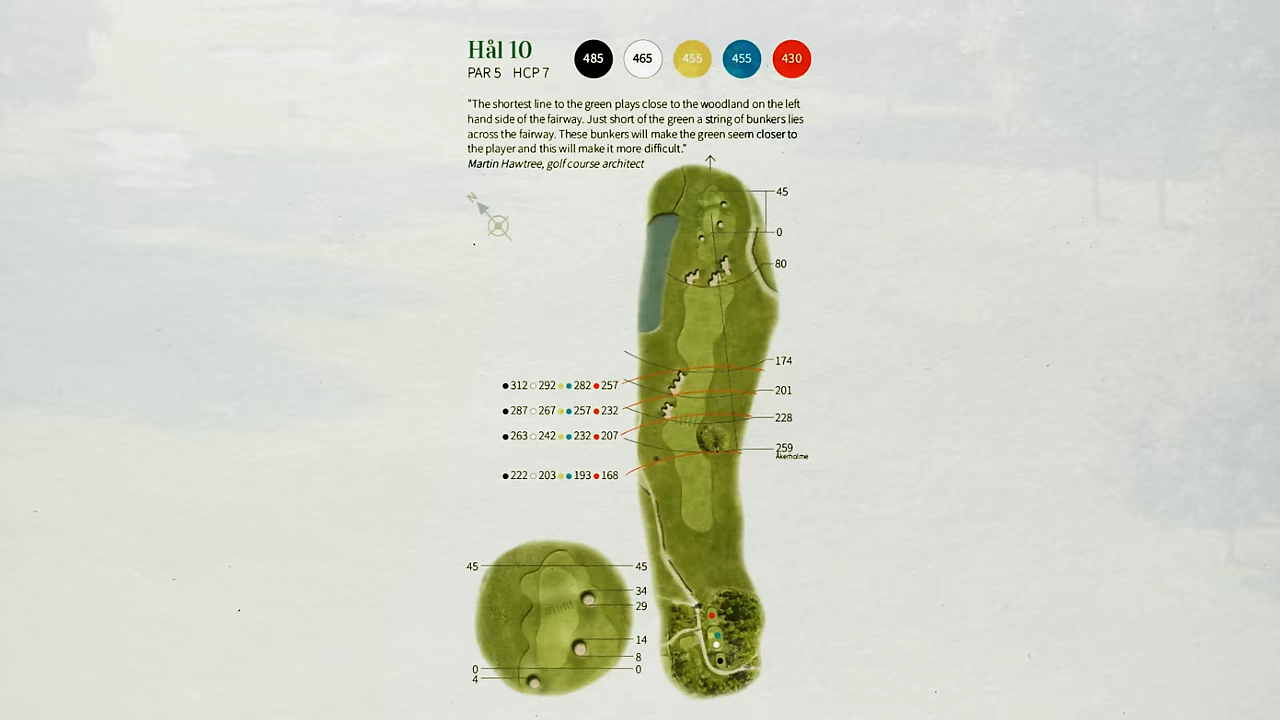 Hål 10
485 465 455 455 430
PAR 5 HCP 7
"The shortest line to the green plays close to the woodland on the left
hand side of the fairway. Just short of the green a string of bunkers lies
across the fairway. These bunkers will make the green seem closer to
the player and this will make it more difficult."
Martin Hawtree, golf course architect
N
45
0
80
174
312 292 282 257
201
287 267 257 232
228
263 242 232 207
259
Åkerholme
222 203 193 168
45 45
34
29
14
8
0 0
4